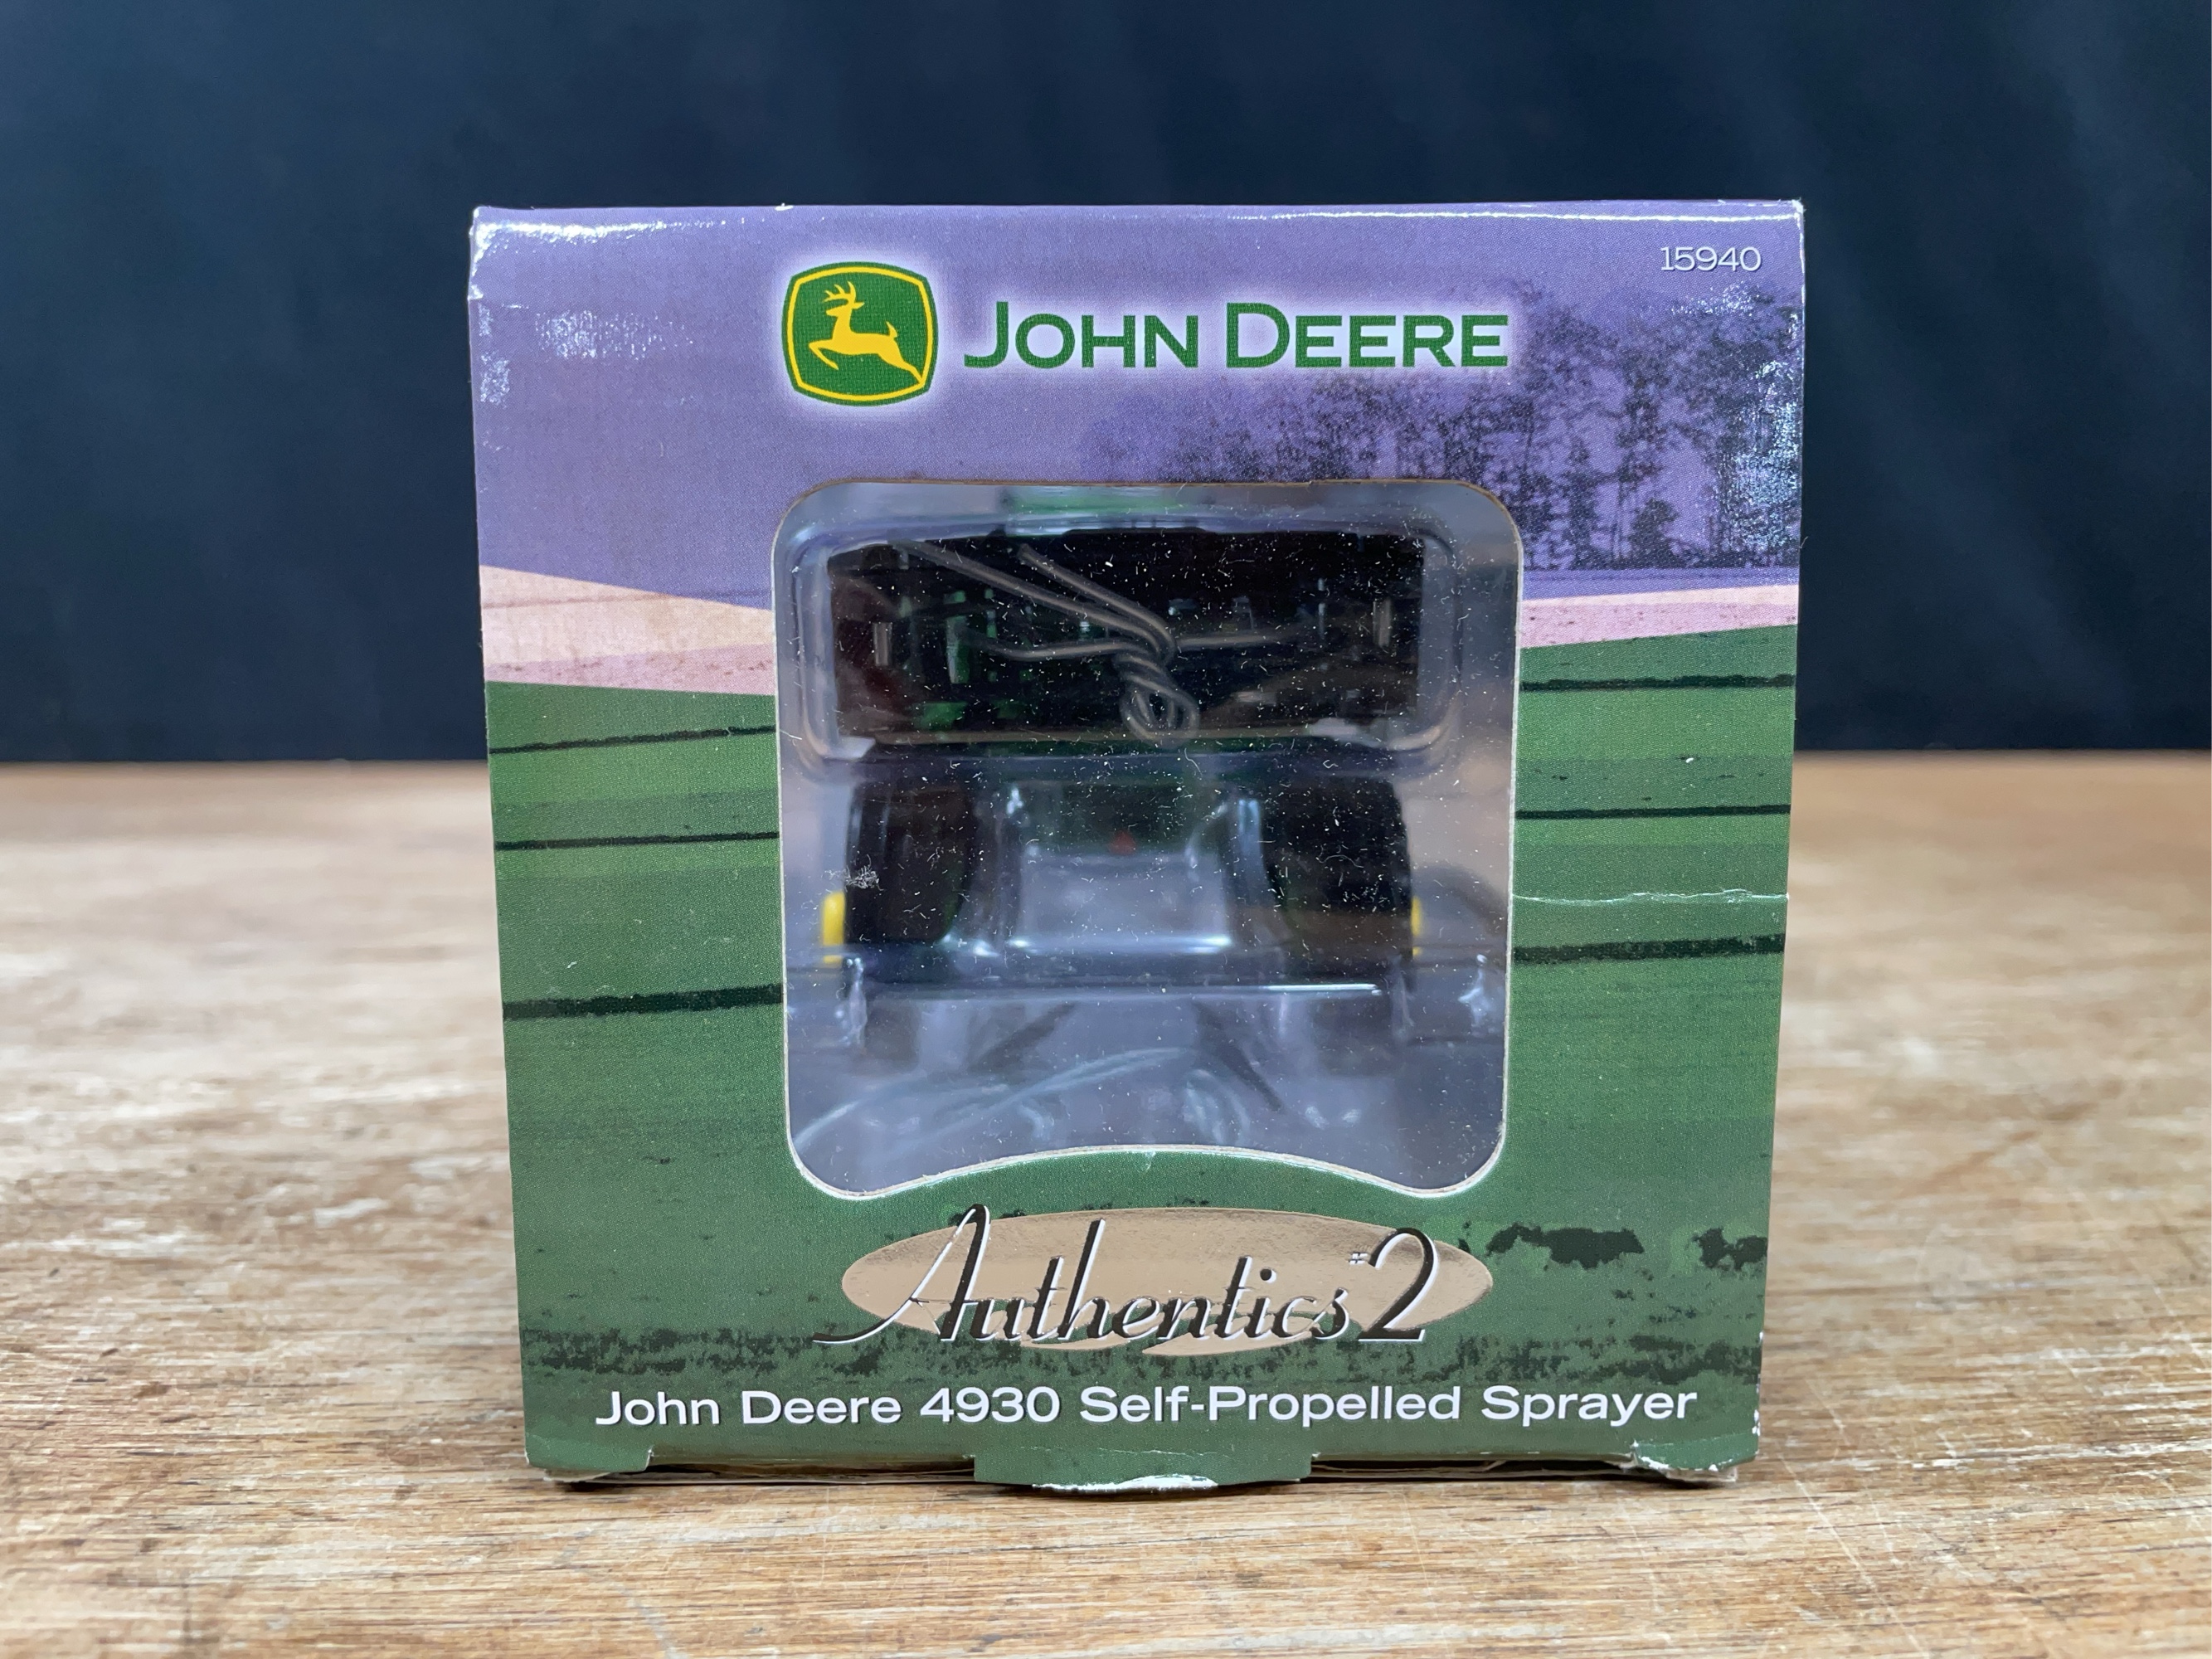 15940
JOHN DEERE
Authentics #2
John Deere 4930 Self-Propelled Sprayer